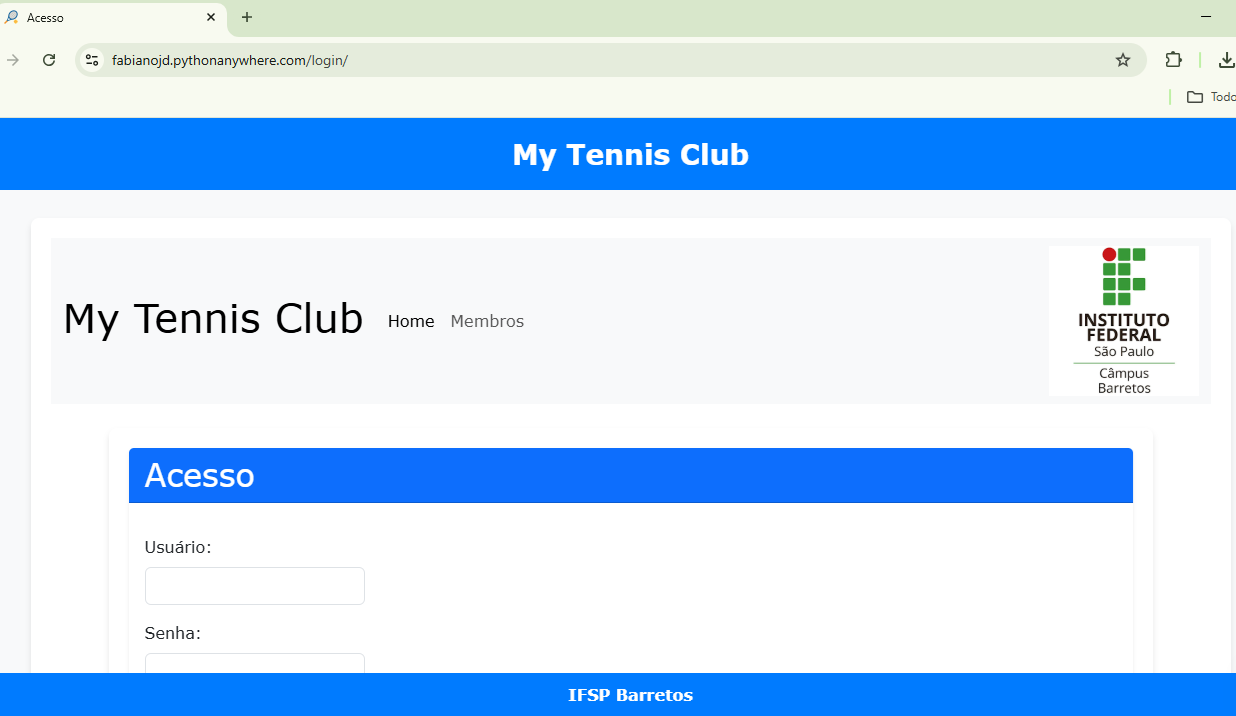 Acesso
fabianojd.pythonanywhere.com/login/
Todo
My Tennis Club
My Tennis Club Home Membros
INSTITUTO
FEDERAL
São Paulo
Câmpus
Barretos
Acesso
Usuário:
Senha:
IFSP Barretos